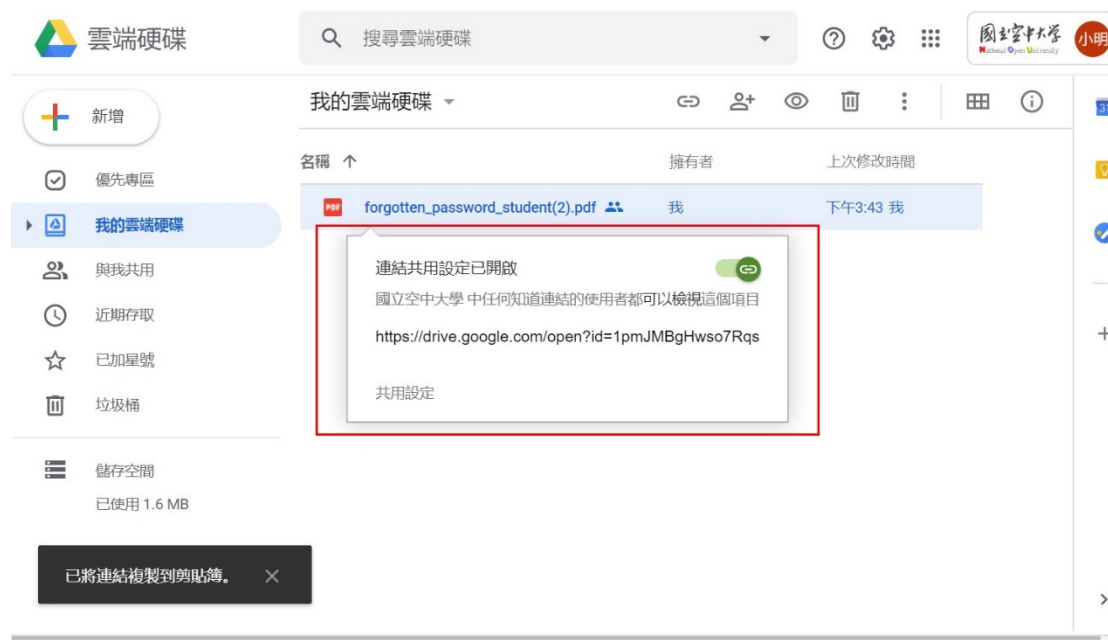 雲端硬碟
搜尋雲端硬碟
國立空中大學
National Open University
小明
新增
我的雲端硬碟
優先專區
我的雲端硬碟
與我共用
近期存取
已加星號
垃圾桶
儲存空間
已使用 1.6 MB
名稱 擁有者 上次修改時間
PDF forgotten_password_student(2).pdf 我 下午3:43 我
連結共用設定已開啟
國立空中大學 中任何知道連結的使用者都可以檢視這個項目
https://drive.google.com/open?id=1pmJMBgHwso7Rqs
共用設定
已將連結複製到剪貼簿。